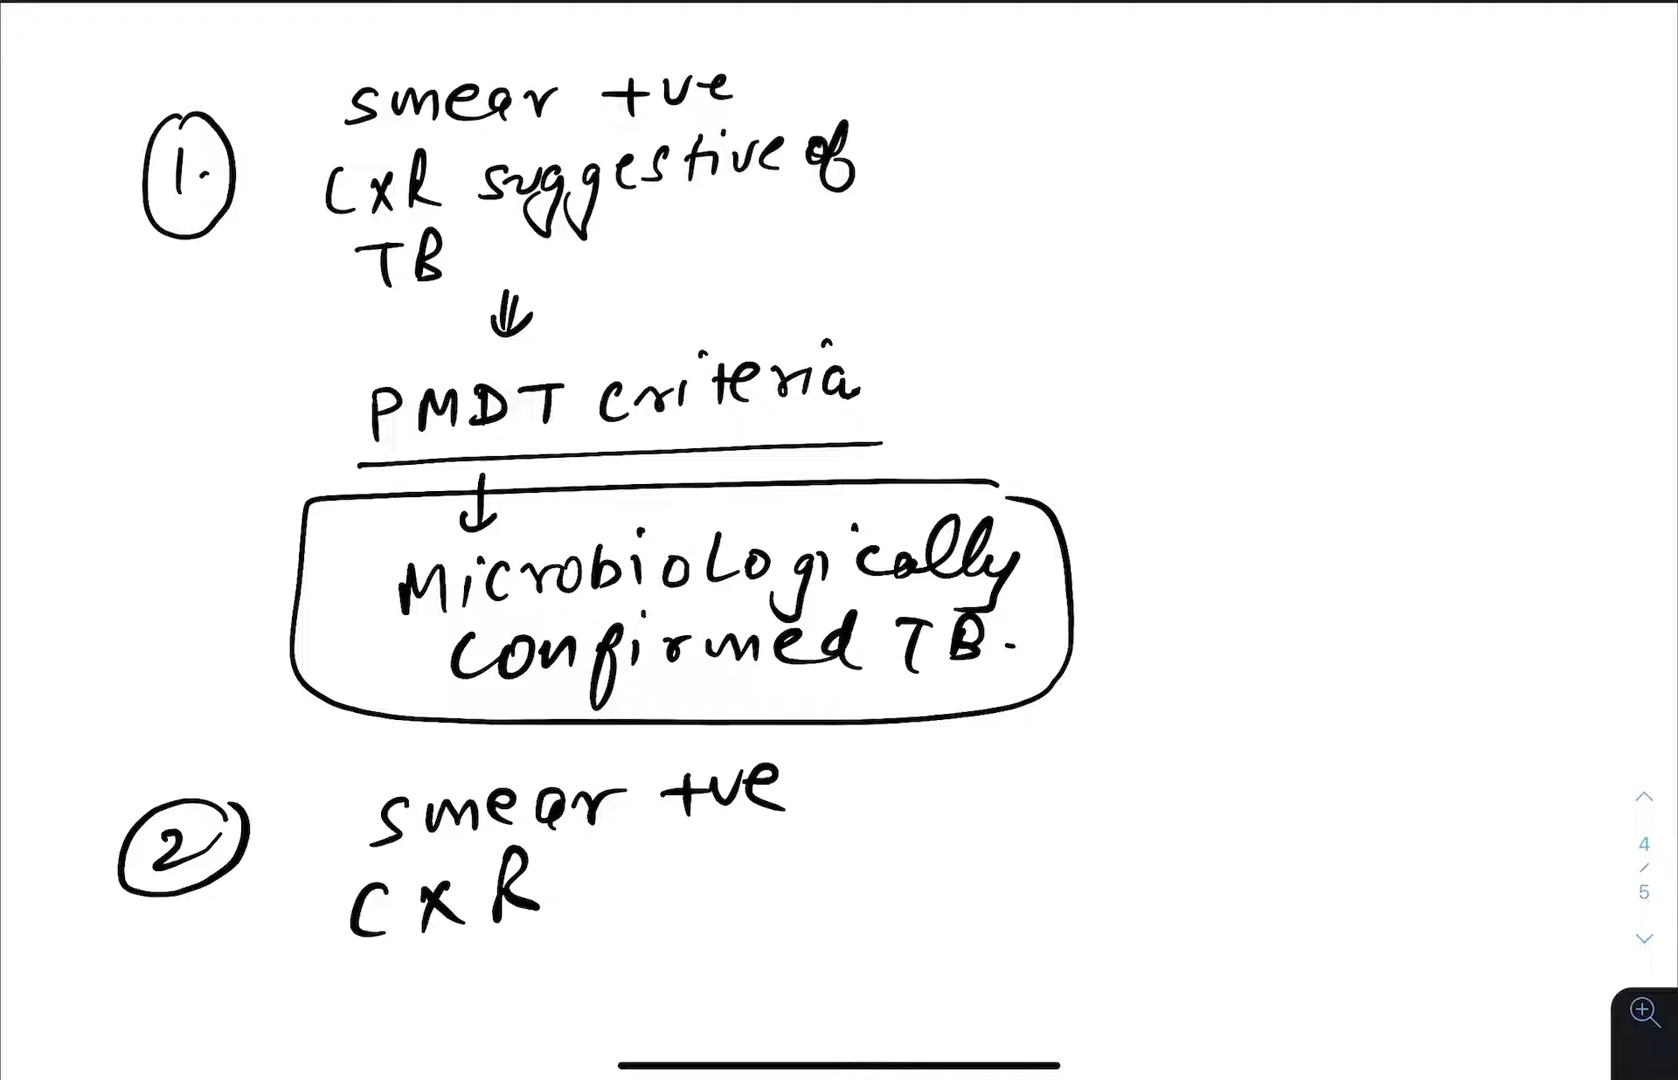 1.
smear +ve
CXR suggestive of
TB
PMDT criteria
Microbiologically
confirmed TB.
2
smear +ve
CXR
4
/
5